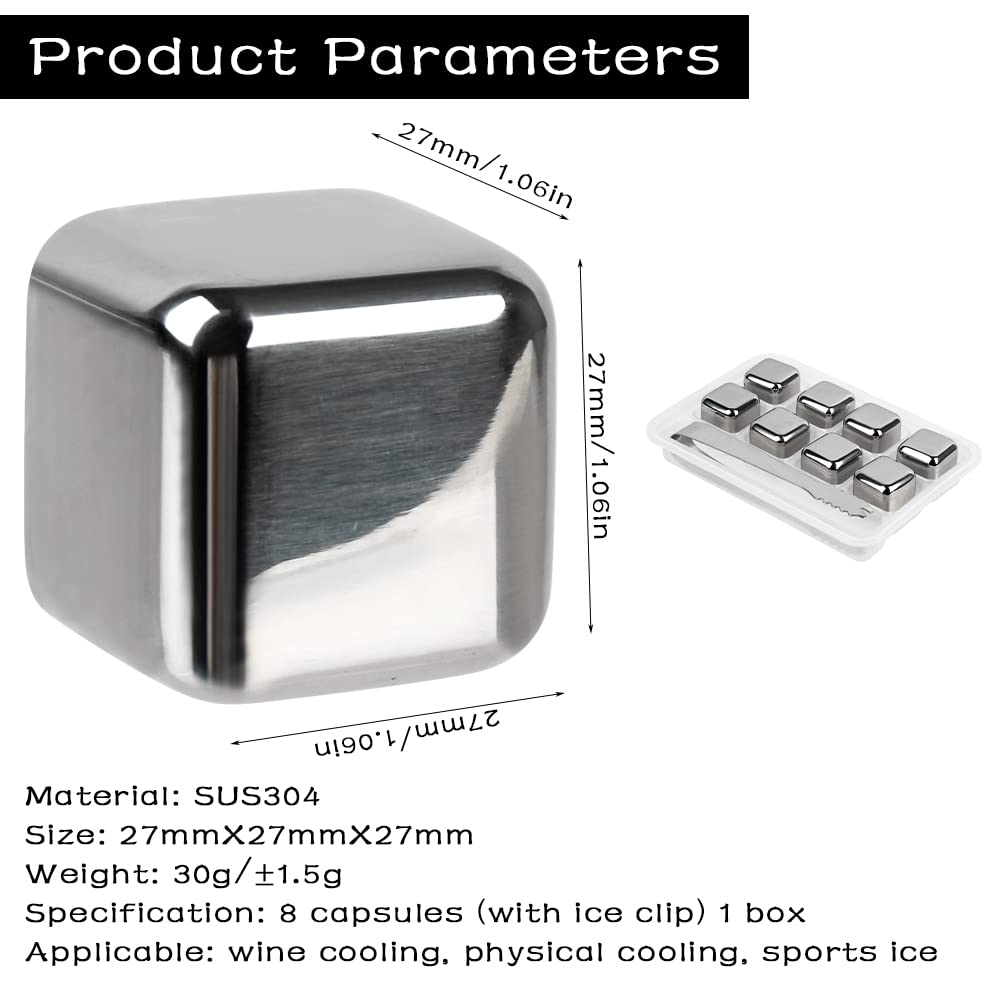 Product Parameters
27mm/1.06in
27mm/1.06in
27mm/1.06in
Material: SUS304
Size: 27mmX27mmX27mm
Weight: 30g/±1.5g
Specification: 8 capsules (with ice clip) 1 box
Applicable: wine cooling, physical cooling, sports ice